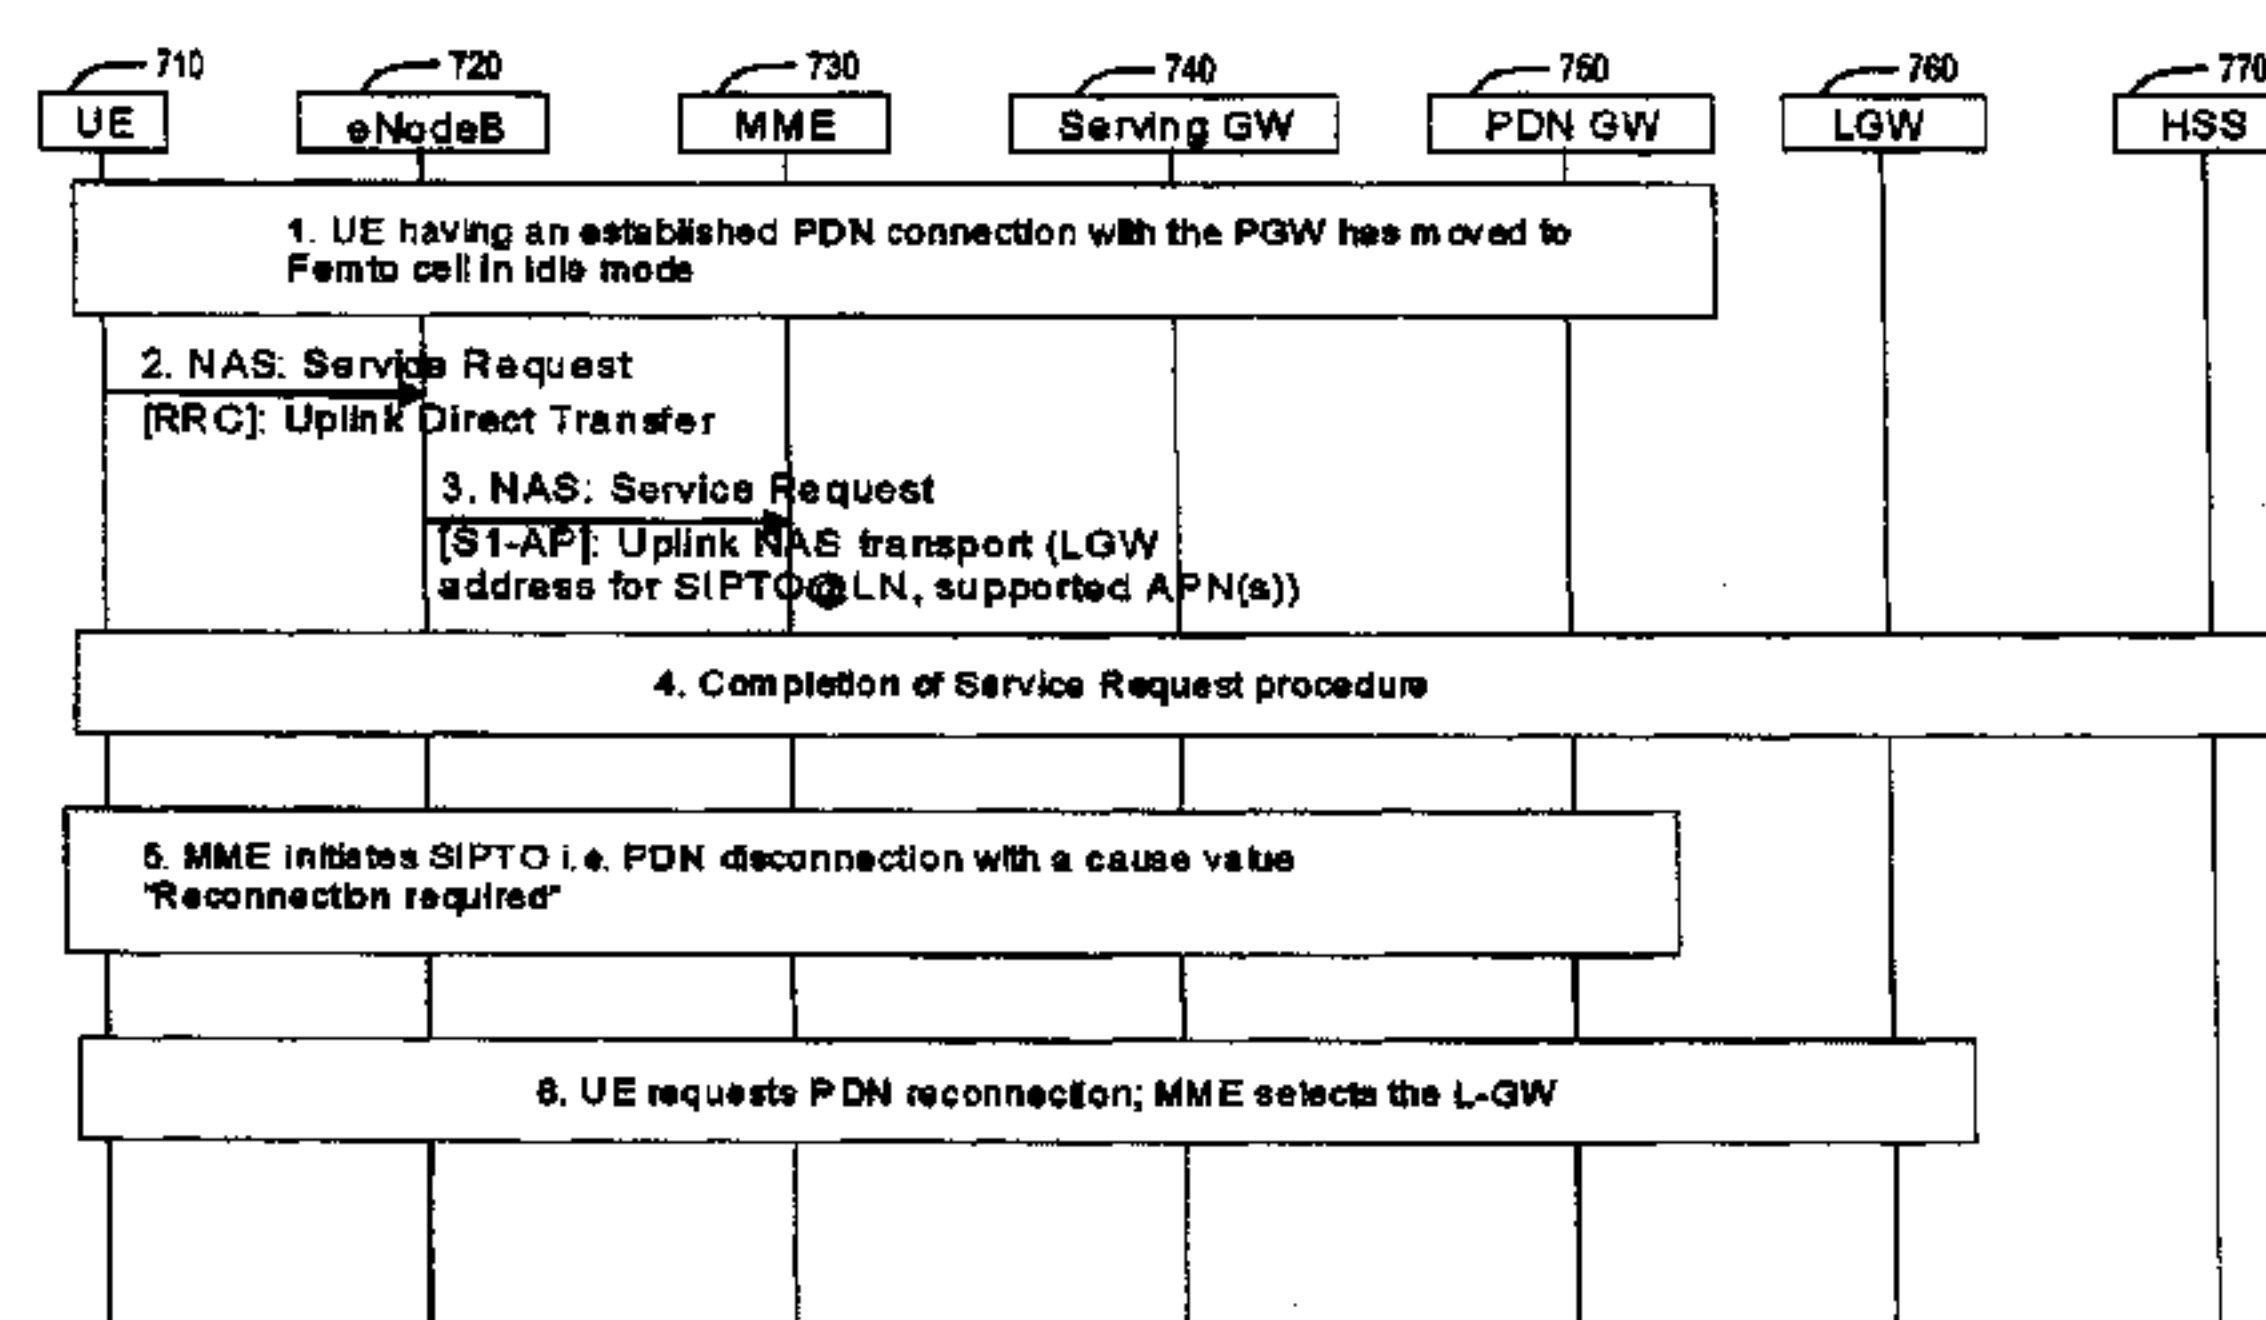 710
720
730
740
750
760
770
UE
eNodeB
MME
Serving GW
PDN GW
LGW
HSS
1. UE having an established PDN connection with the PGW has moved to
Femto cell in idle mode
2. NAS: Service Request
[RRC]: Uplink Direct Transfer
3. NAS: Service Request
[S1-AP]: Uplink NAS transport (LGW
address for SIPTO@LN, supported APN(s))
4. Completion of Service Request procedure
5. MME initiates SIPTO i.e. PDN disconnection with a cause value
"Reconnection required"
6. UE requests PDN reconnection; MME selects the L-GW